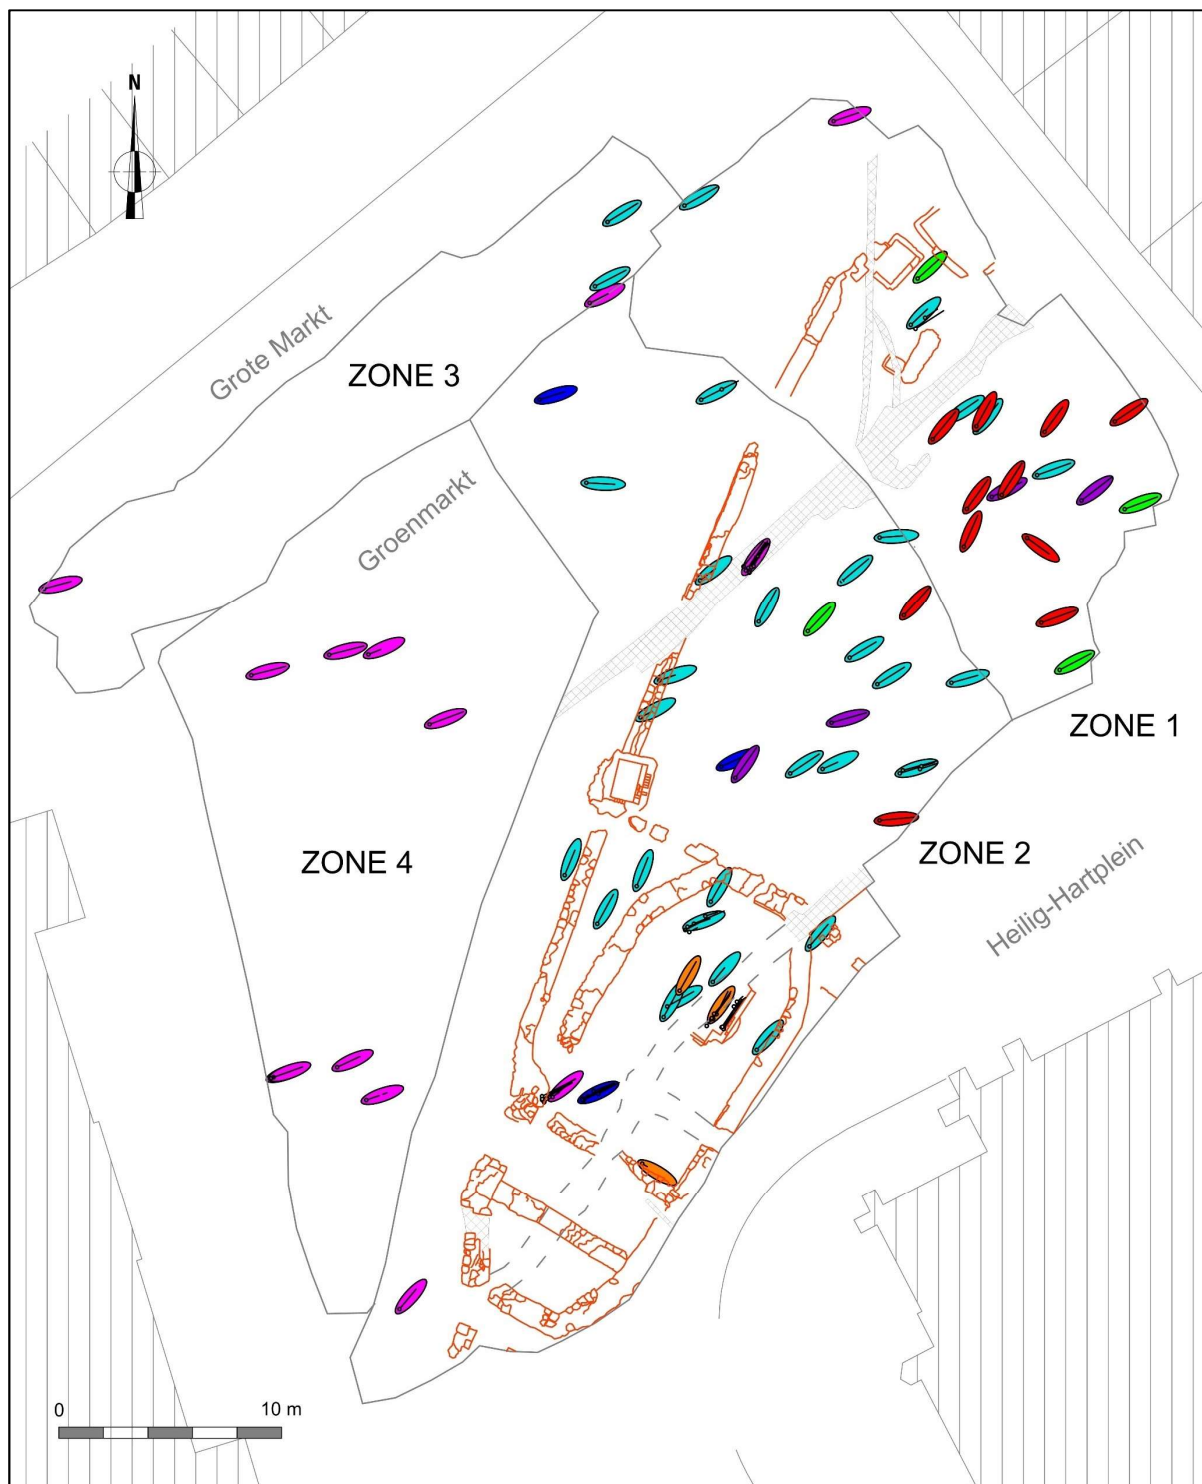 N
Grote Markt
ZONE 3
Groenmarkt
ZONE 1
ZONE 4
ZONE 2
Heilig-Hartplein
0 10 m